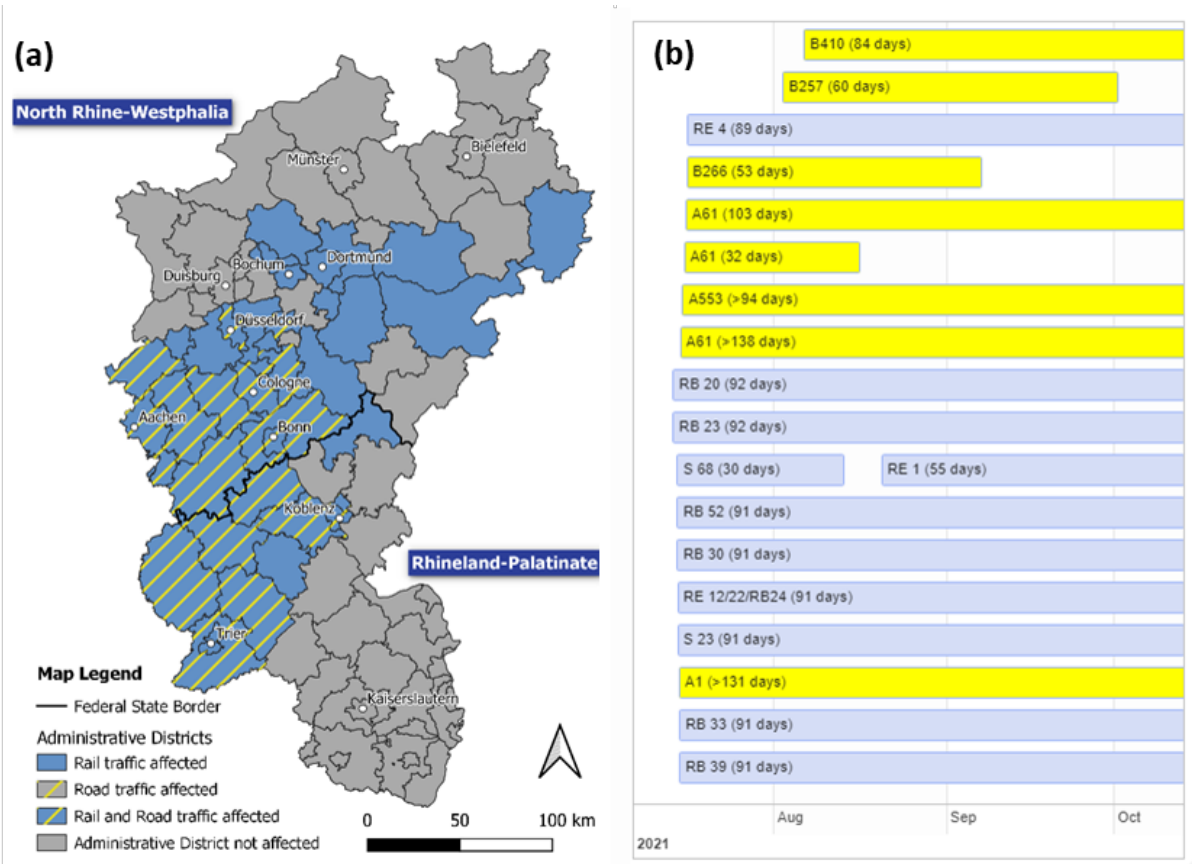 (a)
North Rhine-Westphalia
Münster
Bielefeld
Duisburg
Bochum
Dortmund
Düsseldorf
Cologne
Aachen
Bonn
Koblenz
Rhineland-Palatinate
Trier
Kaiserslautern
Map Legend
Federal State Border
Administrative Districts
Rail traffic affected
Road traffic affected
Rail and Road traffic affected
Administrative District not affected
0 50 100 km
(b)
B410 (84 days)
B257 (60 days)
RE 4 (89 days)
B266 (53 days)
A61 (103 days)
A61 (32 days)
A553 (>94 days)
A61 (>138 days)
RB 20 (92 days)
RB 23 (92 days)
S 68 (30 days) RE 1 (55 days)
RB 52 (91 days)
RB 30 (91 days)
RE 12/22/RB24 (91 days)
S 23 (91 days)
A1 (>131 days)
RB 33 (91 days)
RB 39 (91 days)
Aug Sep Oct
2021